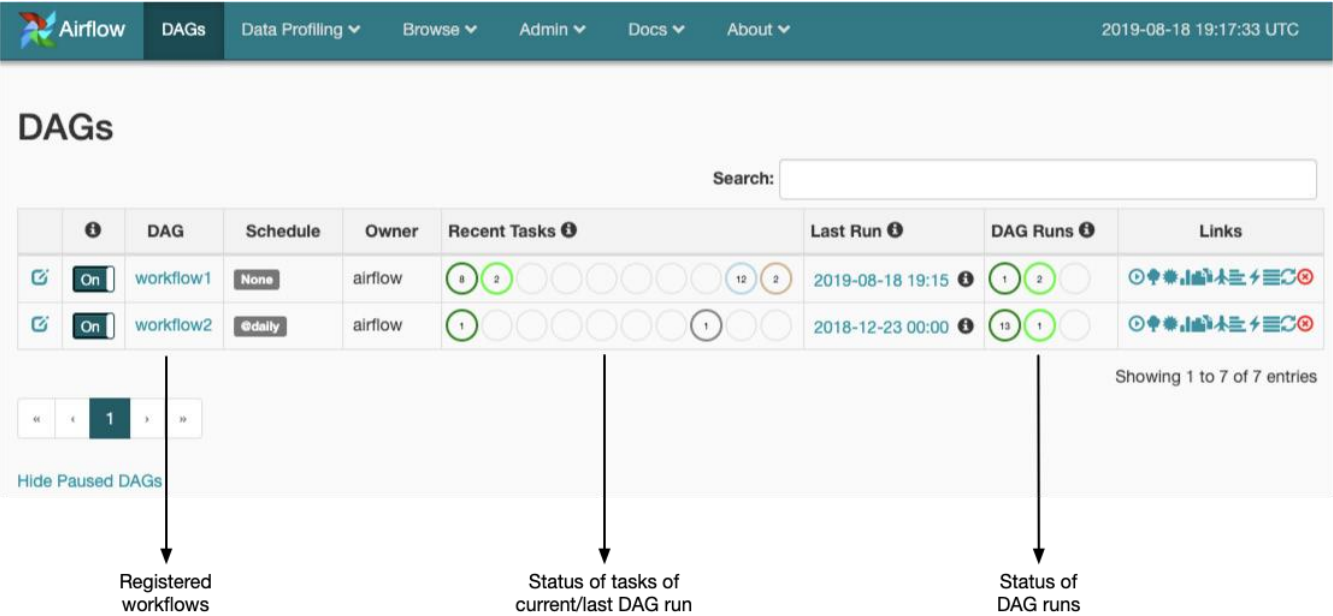 Airflow DAGs Data Profiling Browse Admin Docs About 2019-08-18 19:17:33 UTC
DAGs
Search:
DAG Schedule Owner Recent Tasks Last Run DAG Runs Links
On workflow1 None airflow 8 2 12 2 2019-08-18 19:15 1 2
On workflow2 @daily airflow 1 1 2018-12-23 00:00 13 1
Showing 1 to 7 of 7 entries
« ‹ 1 › »
Hide Paused DAGs
Registered workflows
Status of tasks of current/last DAG run
Status of DAG runs